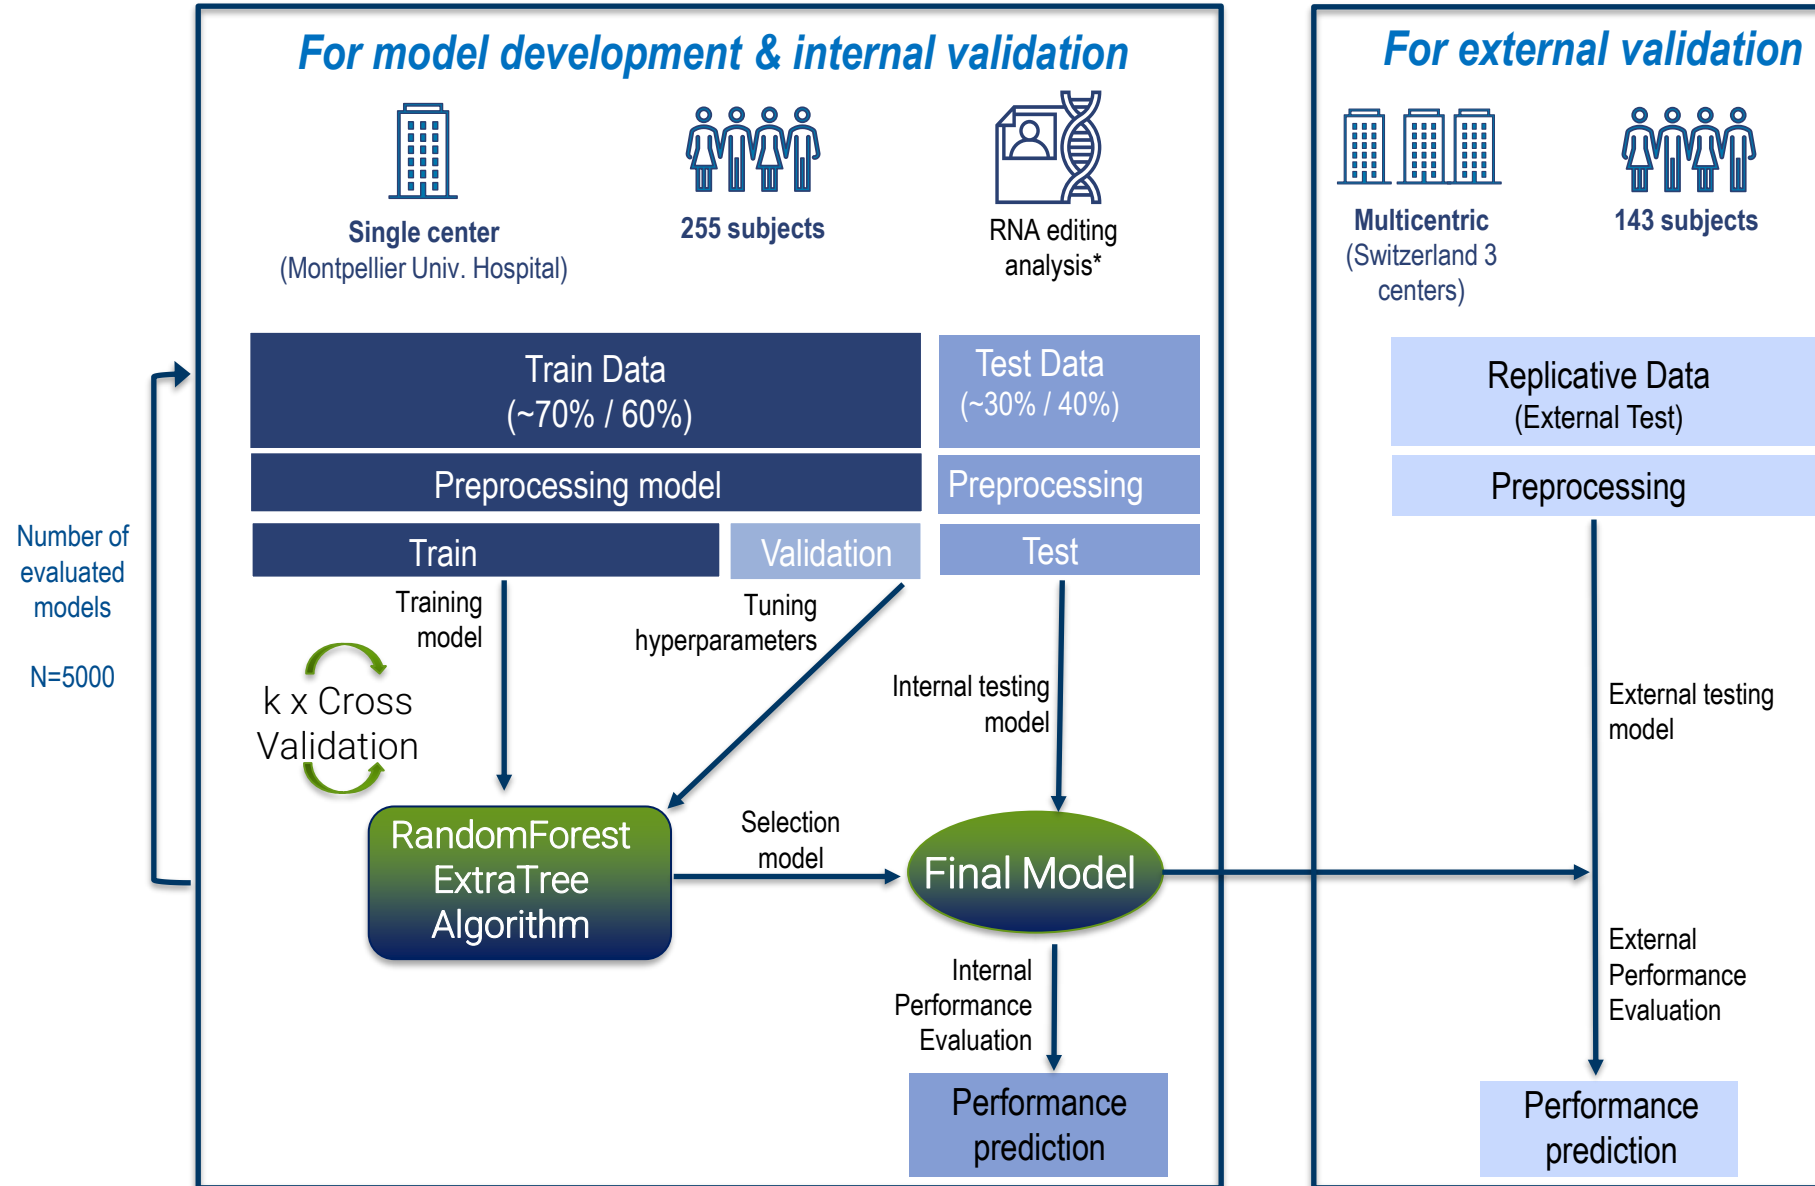 For model development & internal validation
Single center
(Montpellier Univ. Hospital)
255 subjects
RNA editing
analysis*
Train Data
(~70% / 60%)
Test Data
(~30% / 40%)
Preprocessing model
Preprocessing
Train
Validation
Test
Number of
evaluated
models
N=5000
Training
model
Tuning
hyperparameters
k x Cross
Validation
Internal testing
model
RandomForest
ExtraTree
Algorithm
Selection
model
Final Model
Internal
Performance
Evaluation
Performance
prediction
For external validation
Multicentric
(Switzerland 3
centers)
143 subjects
Replicative Data
(External Test)
Preprocessing
External testing
model
External
Performance
Evaluation
Performance
prediction